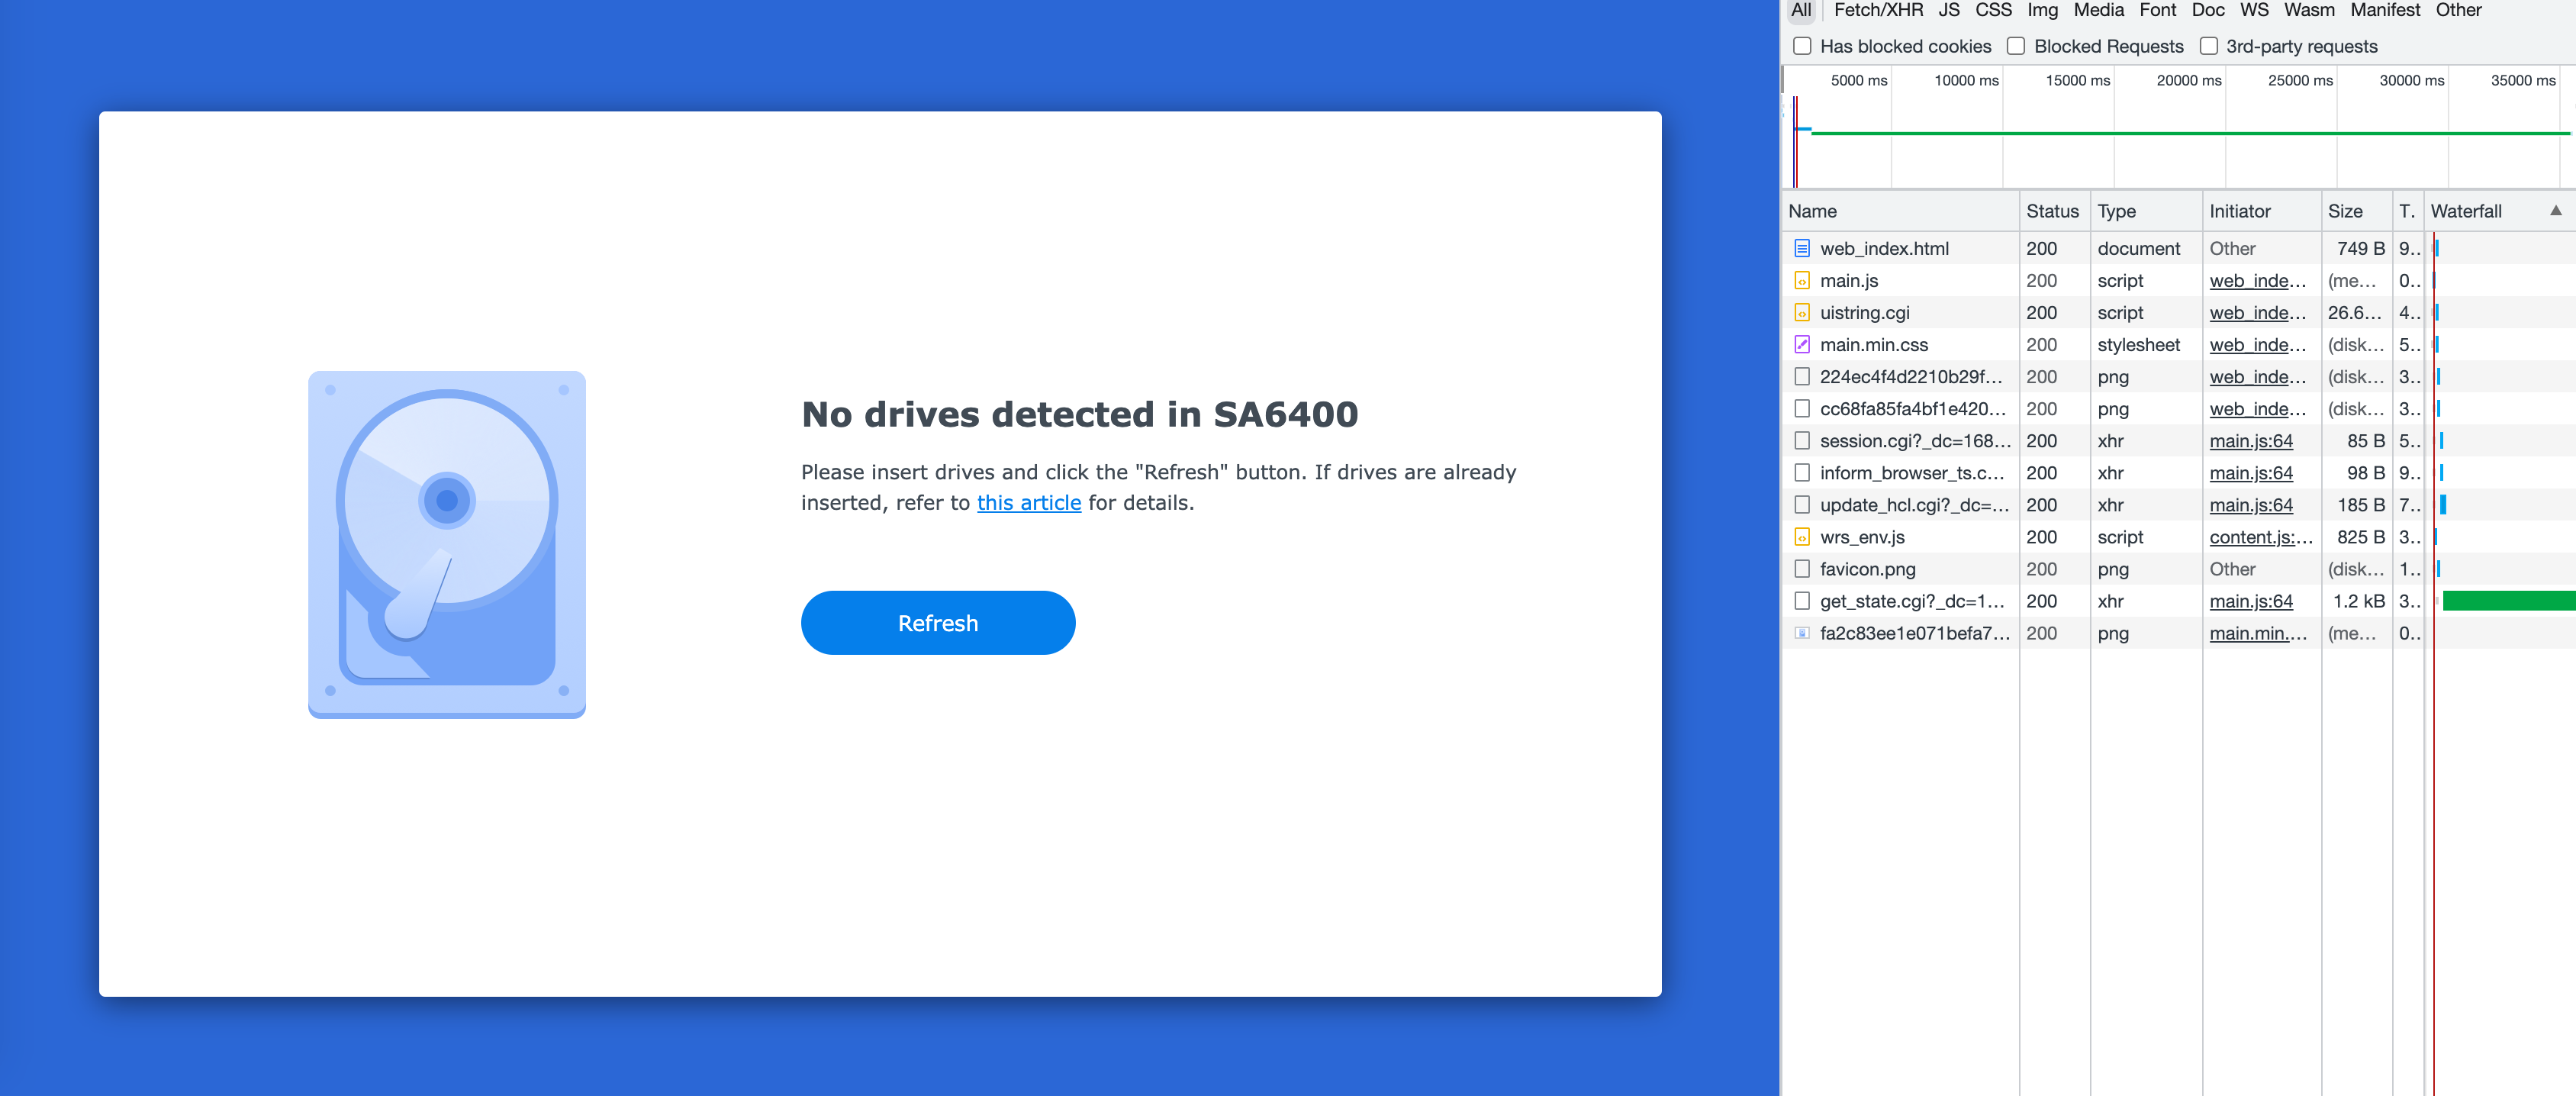 No drives detected in SA6400
Please insert drives and click the "Refresh" button. If drives are already
inserted, refer to this article for details.
Refresh
All Fetch/XHR JS CSS Img Media Font Doc WS Wasm Manifest Other
Has blocked cookies Blocked Requests 3rd-party requests
5000 ms 10000 ms 15000 ms 20000 ms 25000 ms 30000 ms 35000 ms
Name Status Type Initiator Size T. Waterfall
web_index.html 200 document Other 749 B 9..
main.js 200 script web_inde... (me... 0..
uistring.cgi 200 script web_inde... 26.6... 4..
main.min.css 200 stylesheet web_inde... (disk... 5..
224ec4f4d2210b29f... 200 png web_inde... (disk... 3..
cc68fa85fa4bf1e420... 200 png web_inde... (disk... 3..
session.cgi?_dc=168... 200 xhr main.js:64 85 B 5..
inform_browser_ts.c... 200 xhr main.js:64 98 B 9..
update_hcl.cgi?_dc=... 200 xhr main.js:64 185 B 7..
wrs_env.js 200 script content.js:... 825 B 3..
favicon.png 200 png Other (disk... 1..
get_state.cgi?_dc=1... 200 xhr main.js:64 1.2 kB 3..
fa2c83ee1e071befa7... 200 png main.min.... (me... 0..